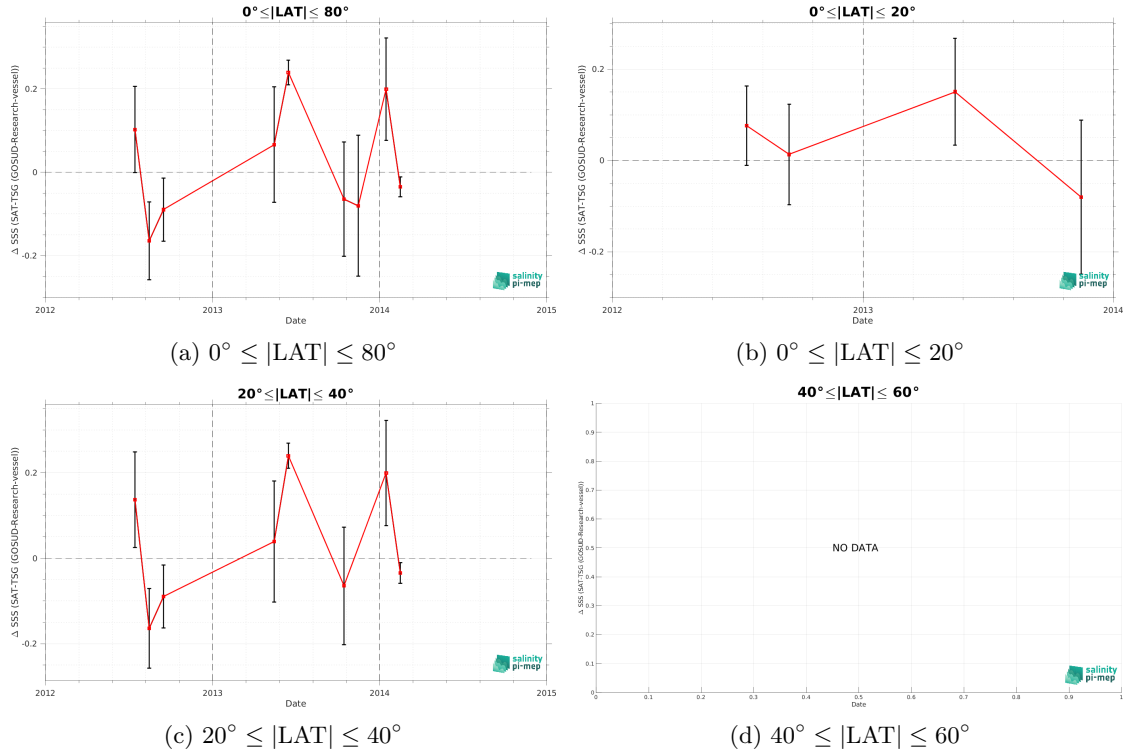 0°≤|LAT|≤ 80°
Δ SSS (SAT-TSG (GOSUD-Research-vessel))
0.2
0
-0.2
2012
2013
2014
2015
Date
salinity
pi-mep
(a) 0° ≤ |LAT| ≤ 80°
0°≤|LAT|≤ 20°
Δ SSS (SAT-TSG (GOSUD-Research-vessel))
0.2
0
-0.2
2012
2013
2014
Date
salinity
pi-mep
(b) 0° ≤ |LAT| ≤ 20°
20°≤|LAT|≤ 40°
Δ SSS (SAT-TSG (GOSUD-Research-vessel))
0.2
0
-0.2
2012
2013
2014
2015
Date
salinity
pi-mep
(c) 20° ≤ |LAT| ≤ 40°
40°≤|LAT|≤ 60°
Δ SSS (SAT-TSG (GOSUD-Research-vessel))
1
0.9
0.8
0.7
0.6
0.5
0.4
0.3
0.2
0.1
0
NO DATA
0
0.1
0.2
0.3
0.4
0.5
0.6
0.7
0.8
0.9
1
Date
salinity
pi-mep
(d) 40° ≤ |LAT| ≤ 60°